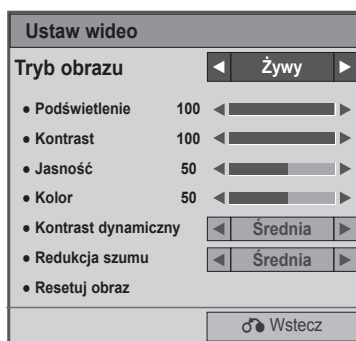 Ustaw wideo
Tryb obrazu ◄ Żywy ►
● Podświetlenie 100 ◄ ►
● Kontrast 100 ◄ ►
● Jasność 50 ◄ ►
● Kolor 50 ◄ ►
● Kontrast dynamiczny ◄ Średnia ►
● Redukcja szumu ◄ Średnia ►
● Resetuj obraz
Wstecz